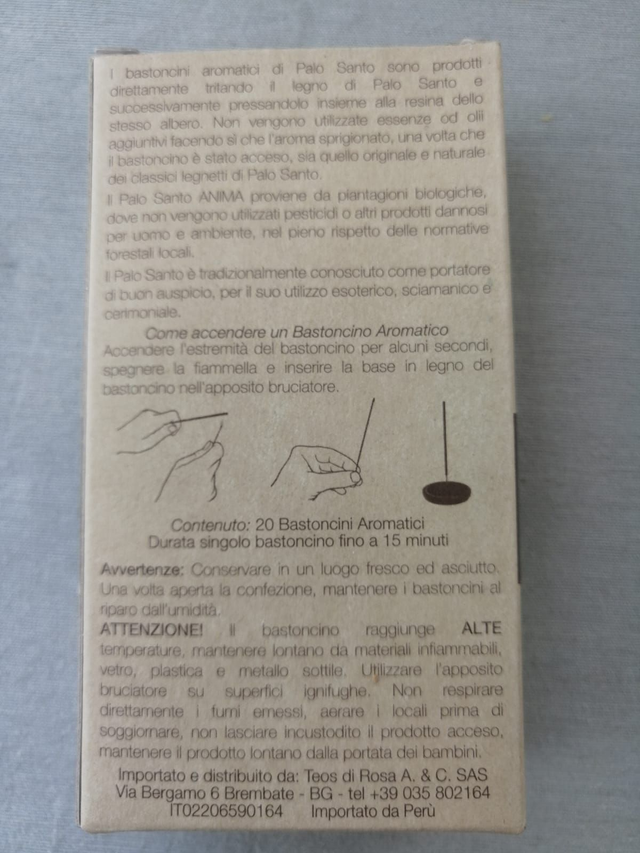 I bastoncini aromatici di Palo Santo sono prodotti
direttamente tritando il legno di Palo Santo e
successivamente pressandolo insieme alla resina dello
stesso albero. Non vengono utilizzate essenze od olii
aggiuntivi facendo sì che l'aroma sprigionato, una volta che
il bastoncino è stato acceso, sia quello originale e naturale
dei classici legnetti di Palo Santo.
Il Palo Santo ANIMA proviene da plantagioni biologiche,
dove non vengono utilizzati pesticidi o altri prodotti dannosi
per uomo e ambiente, nel pieno rispetto delle normative
forestali locali.
Il Palo Santo è tradizionalmente conosciuto come portatore
di buon auspicio, per il suo utilizzo esoterico, sciamanico e
cerimoniale.
Come accendere un Bastoncino Aromatico
Accendere l'estremità del bastoncino per alcuni secondi,
spegnere la fiammella e inserire la base in legno del
bastoncino nell'apposito bruciatore.
Contenuto: 20 Bastoncini Aromatici
Durata singolo bastoncino fino a 15 minuti
Avvertenze: Conservare in un luogo fresco ed asciutto.
Una volta aperta la confezione, mantenere i bastoncini al
riparo dall'umidità.
ATTENZIONE! Il bastoncino raggiunge ALTE
temperature, mantenere lontano da materiali infiammabili,
vetro, plastica e metallo sottile. Utilizzare l'apposito
bruciatore su superfici ignifughe. Non respirare
direttamente i fumi emessi, aerare i locali prima di
soggiornare, non lasciare incustodito il prodotto acceso,
mantenere il prodotto lontano dalla portata dei bambini.
Importato e distribuito da: Teos di Rosa A. & C. SAS
Via Bergamo 6 Brembate - BG - tel +39 035 802164
IT02206590164 Importato da Perù